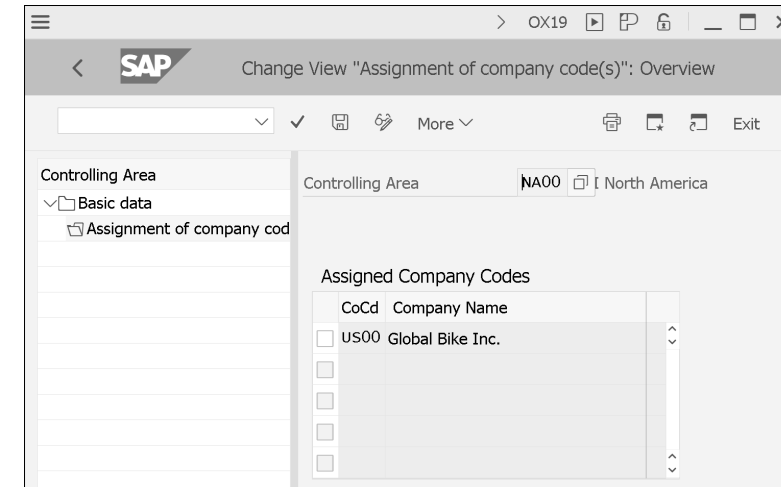 OX19
SAP
Change View "Assignment of company code(s)": Overview
More
Exit
Controlling Area
Basic data
Assignment of company cod
Controlling Area NA00 I North America
Assigned Company Codes
CoCd Company Name
US00 Global Bike Inc.